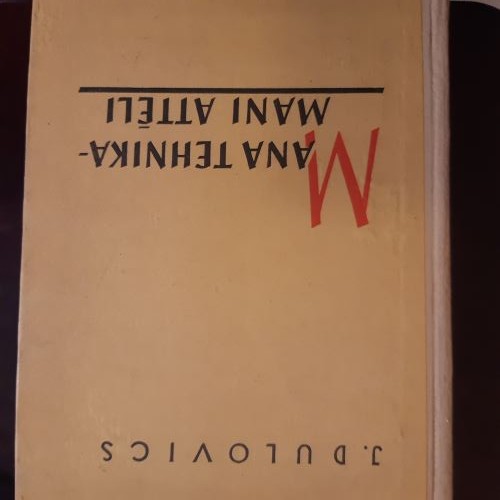 J. DULOVICS
MANA TEHNIKA-
MANI ATTĒLI